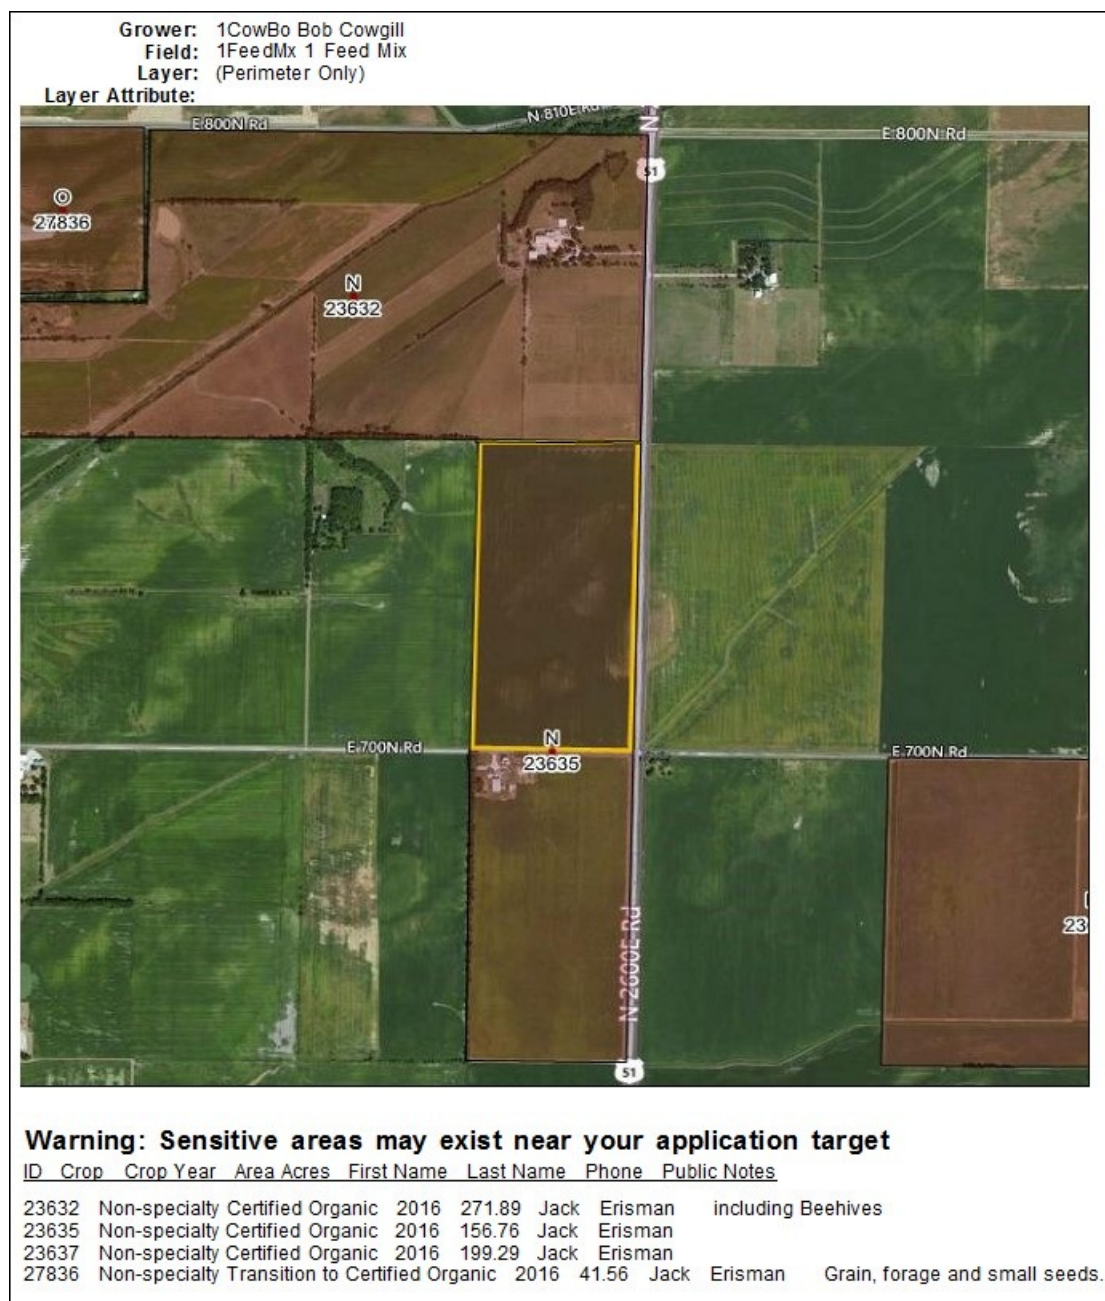 Grower: 1CowBo Bob Cowgill
Field: 1FeedMx 1 Feed Mix
Layer: (Perimeter Only)
Layer Attribute:
E 800N Rd
N 810E Rd
N
E 800N Rd
51
O
27836
N
23632
E 700N Rd
N
23635
E 700N Rd
23
N 2600E Rd
51
Warning: Sensitive areas may exist near your application target
ID Crop Crop Year Area Acres First Name Last Name Phone Public Notes
23632 Non-specialty Certified Organic 2016 271.89 Jack Erisman including Beehives
23635 Non-specialty Certified Organic 2016 156.76 Jack Erisman
23637 Non-specialty Certified Organic 2016 199.29 Jack Erisman
27836 Non-specialty Transition to Certified Organic 2016 41.56 Jack Erisman Grain, forage and small seeds.